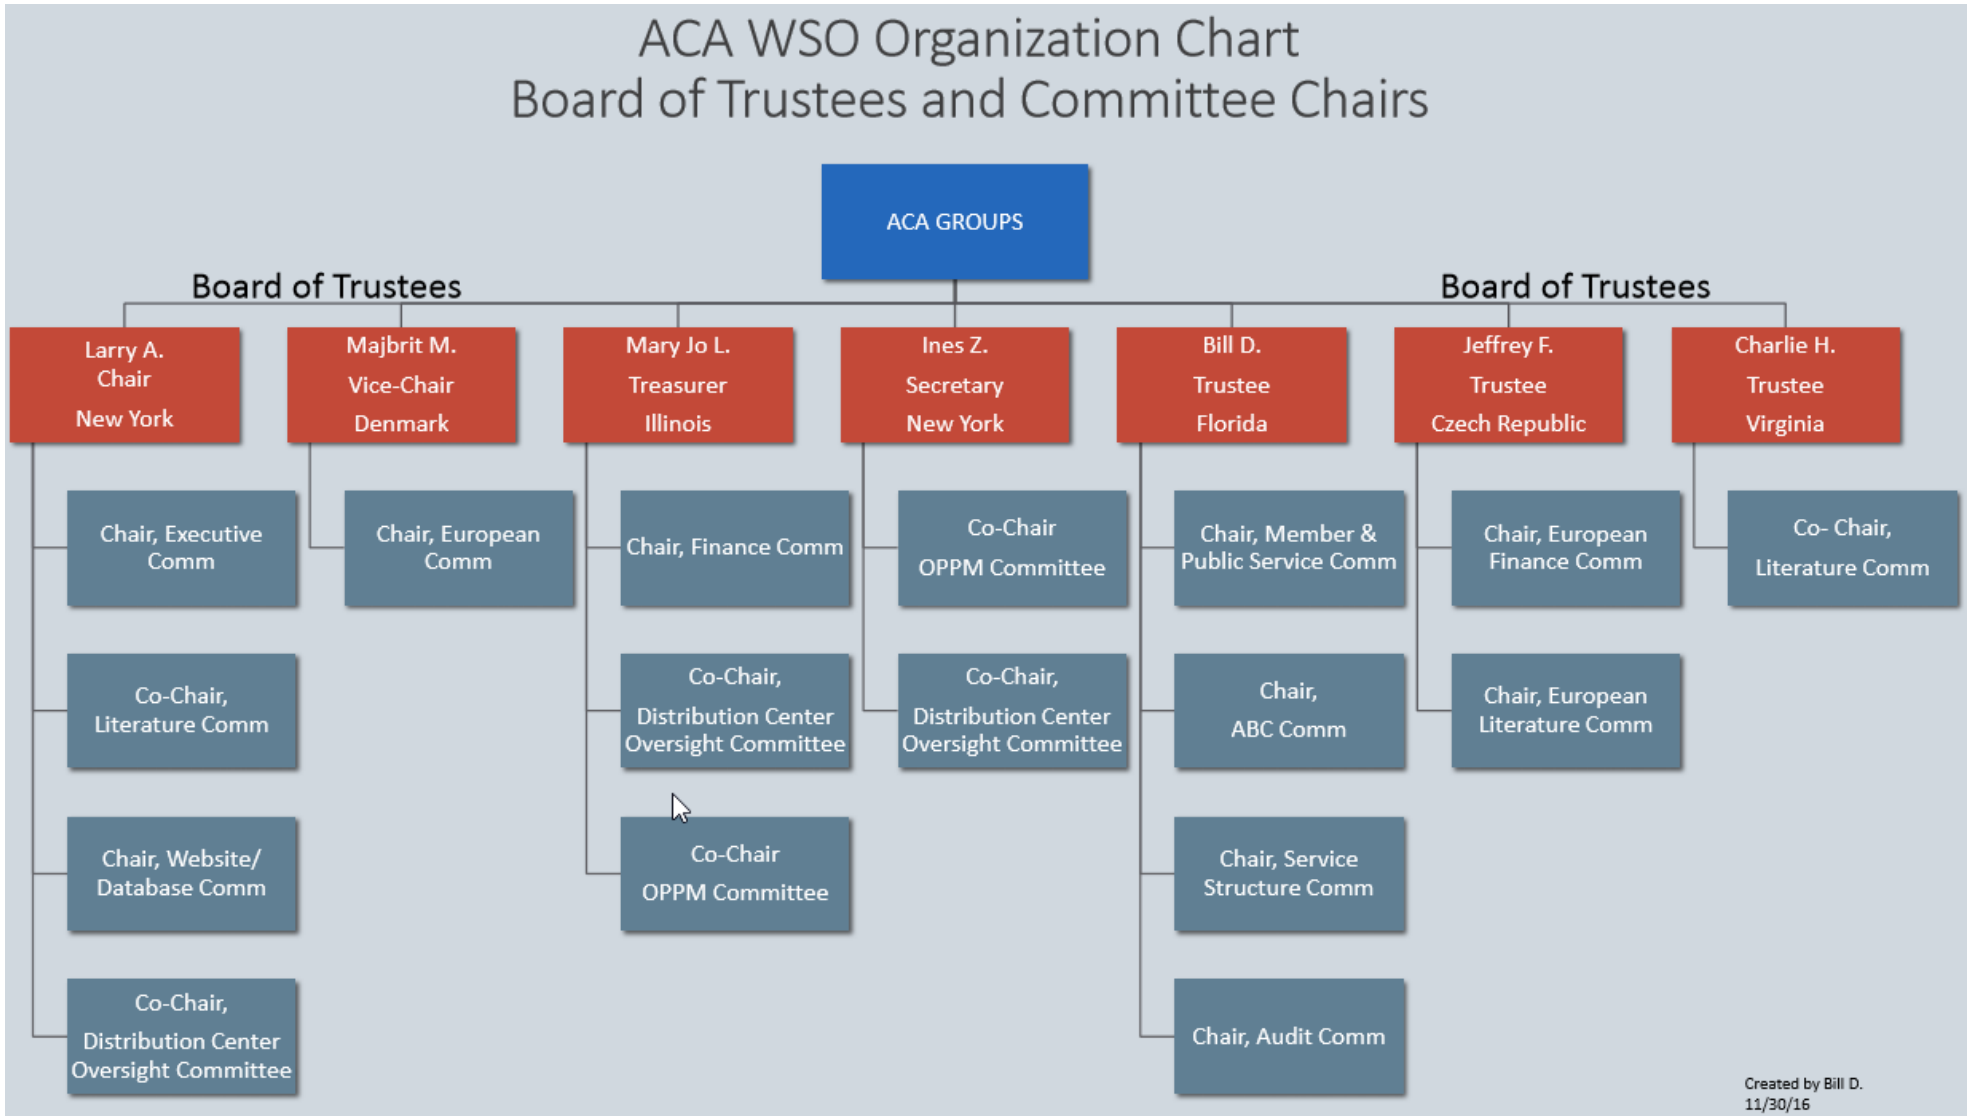 ACA WSO Organization Chart
Board of Trustees and Committee Chairs
ACA GROUPS
Board of Trustees
Board of Trustees
Larry A.
Chair
New York
Majbrit M.
Vice-Chair
Denmark
Mary Jo L.
Treasurer
Illinois
Ines Z.
Secretary
New York
Bill D.
Trustee
Florida
Jeffrey F.
Trustee
Czech Republic
Charlie H.
Trustee
Virginia
Chair, Executive
Comm
Chair, European
Comm
Chair, Finance Comm
Co-Chair
OPPM Committee
Chair, Member &
Public Service Comm
Chair, European
Finance Comm
Co- Chair,
Literature Comm
Co-Chair,
Literature Comm
Co-Chair,
Distribution Center
Oversight Committee
Co-Chair,
Distribution Center
Oversight Committee
Chair,
ABC Comm
Chair, European
Literature Comm
Chair, Website/
Database Comm
Co-Chair
OPPM Committee
Chair, Service
Structure Comm
Co-Chair,
Distribution Center
Oversight Committee
Chair, Audit Comm
Created by Bill D.
11/30/16